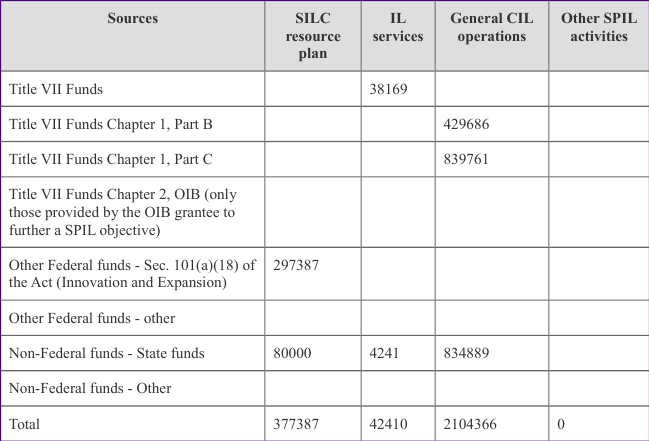 Sources SILC resource plan IL services General CIL operations Other SPIL activities
Title VII Funds 38169
Title VII Funds Chapter 1, Part B 429686
Title VII Funds Chapter 1, Part C 839761
Title VII Funds Chapter 2, OIB (only
those provided by the OIB grantee to
further a SPIL objective)
Other Federal funds - Sec. 101(a)(18) of 297387
the Act (Innovation and Expansion)
Other Federal funds - other
Non-Federal funds - State funds 80000 4241 834889
Non-Federal funds - Other
Total 377387 42410 2104366 0